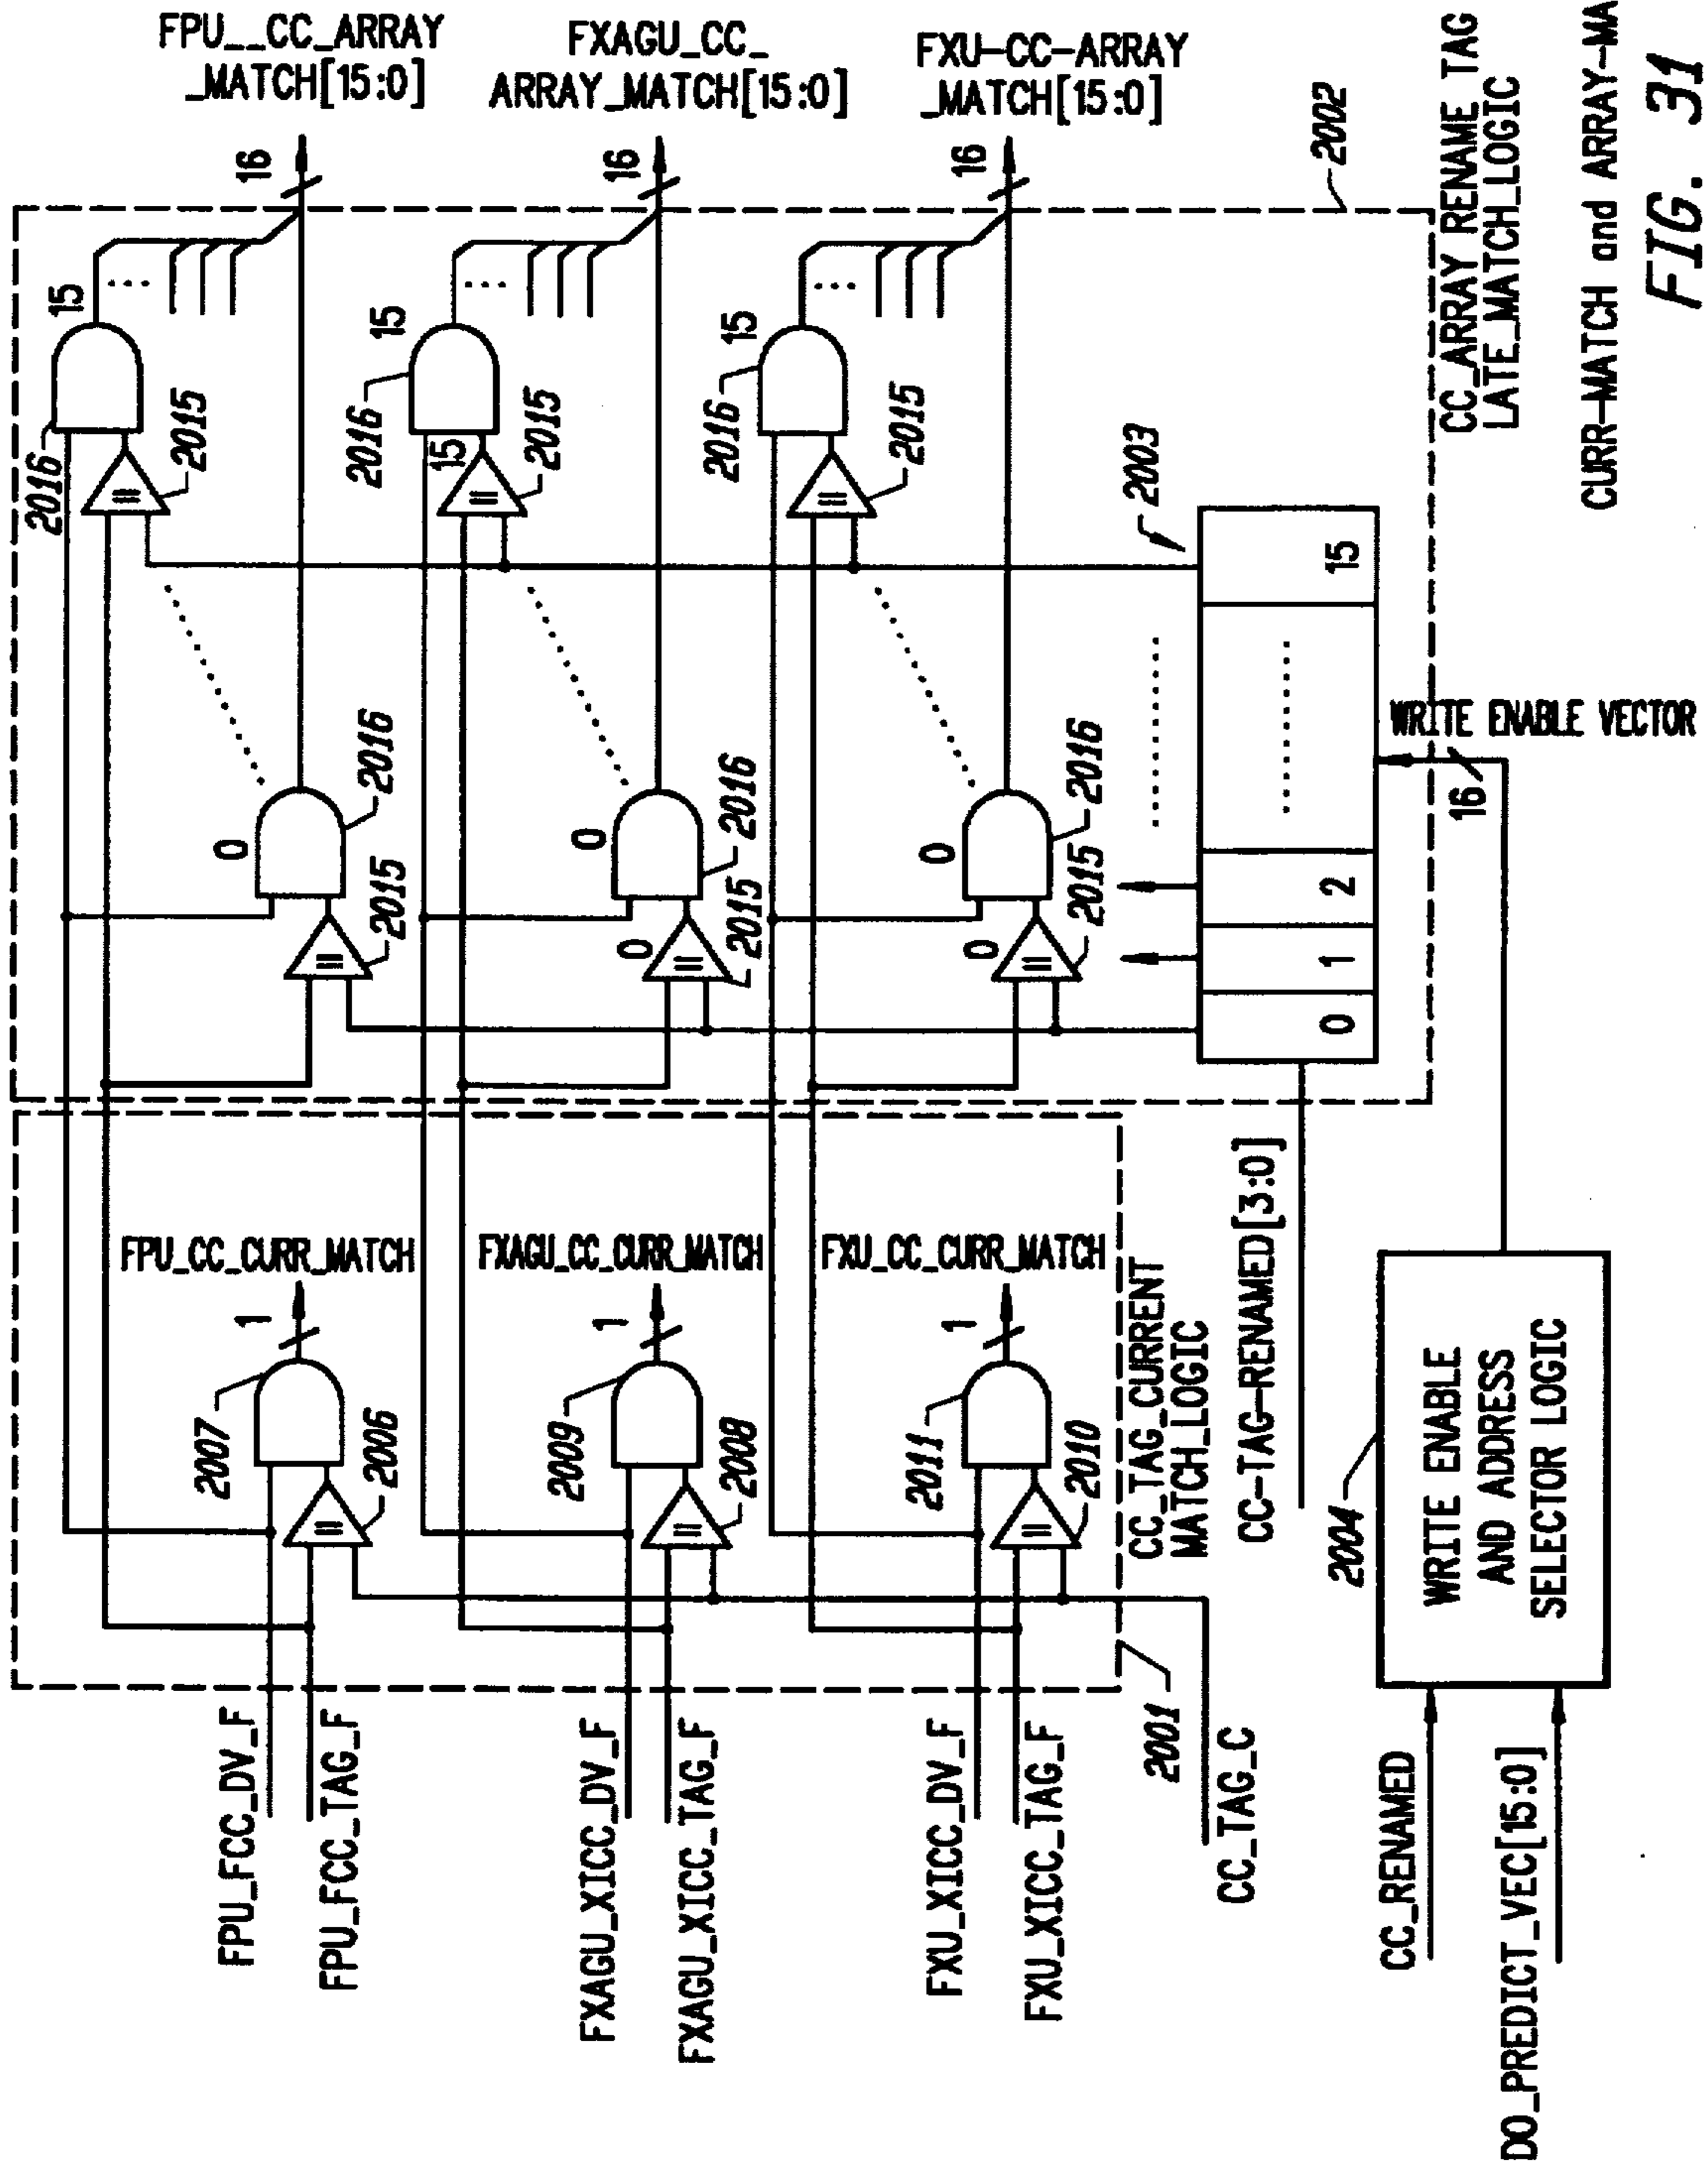 FPU__CC_ARRAY
_MATCH[15:0]
FXAGU_CC_
ARRAY_MATCH[15:0]
FXU-CC-ARRAY
_MATCH[15:0]
16
16
16
15
15
15
2016
2015
2016
15
2015
2016
2015
0
2016
2015
0
2016
0
2015
0
2016
0
2015
2003
2002
0
1
2
15
CC_ARRAY RENAME TAG
LATE_MATCH_LOGIC
WRITE ENABLE VECTOR
16
FPU_CC_CURR_MATCH
FXAGU_CC_CURR_MATCH
FXU_CC_CURR_MATCH
1
1
1
2007
2006
2009
2008
2011
2010
CC_TAG_CURRENT
MATCH_LOGIC
CC-TAG-RENAMED[3:0]
2004
WRITE ENABLE
AND ADDRESS
SELECTOR LOGIC
FPU_FCC_DV_F
FPU_FCC_TAG_F
FXAGU_XICC_DV_F
FXAGU_XICC_TAG_F
FXU_XICC_DV_F
FXU_XICC_TAG_F
2001
CC_TAG_C
CC_RENAMED
DO_PREDICT_VEC[15:0]
CURR-MATCH and ARRAY-MA
FIG. 31